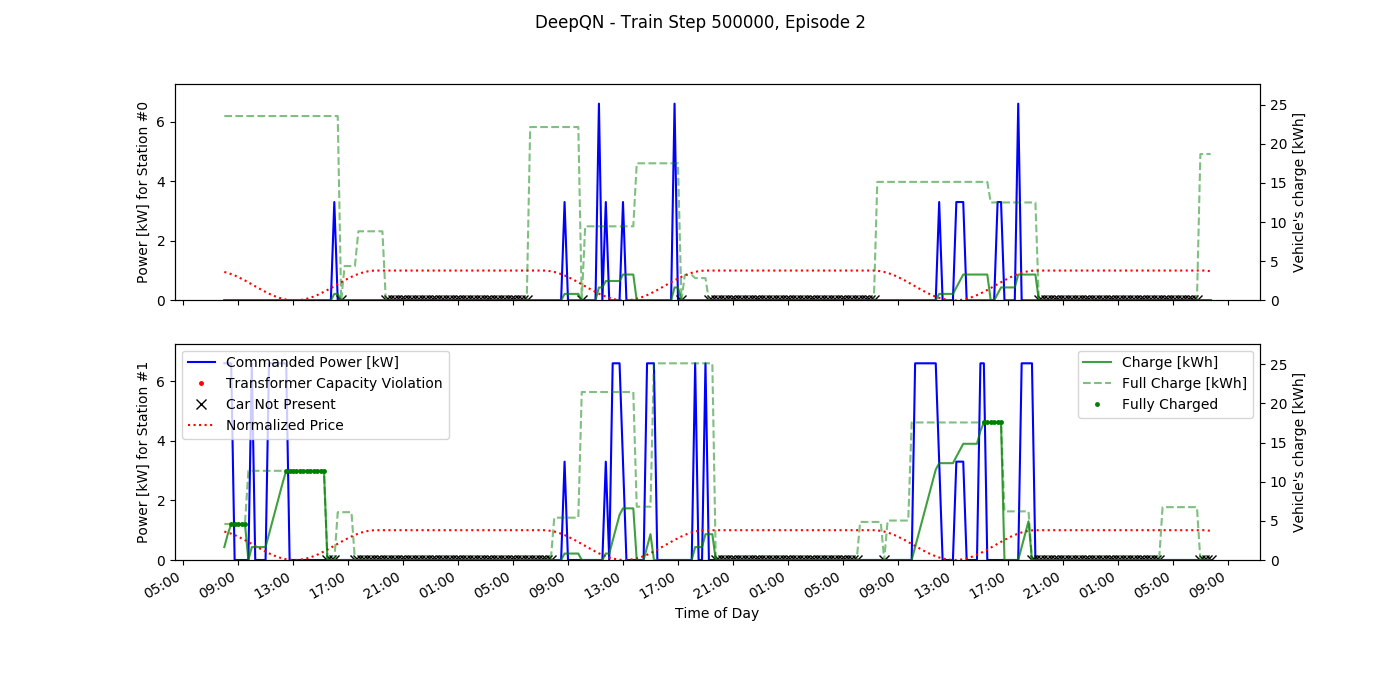 DeepQN - Train Step 500000, Episode 2
Power [kW] for Station #0
6
4
2
0
25
20
15
10
5
0
Vehicle's charge [kWh]
Power [kW] for Station #1
6
4
2
0
Commanded Power [kW]
Transformer Capacity Violation
Car Not Present
Normalized Price
Charge [kWh]
Full Charge [kWh]
Fully Charged
25
20
15
10
5
0
Vehicle's charge [kWh]
05:00 09:00 13:00 17:00 21:00 01:00 05:00 09:00 13:00 17:00 21:00 01:00 05:00 09:00 13:00 17:00 21:00 01:00 05:00 09:00
Time of Day